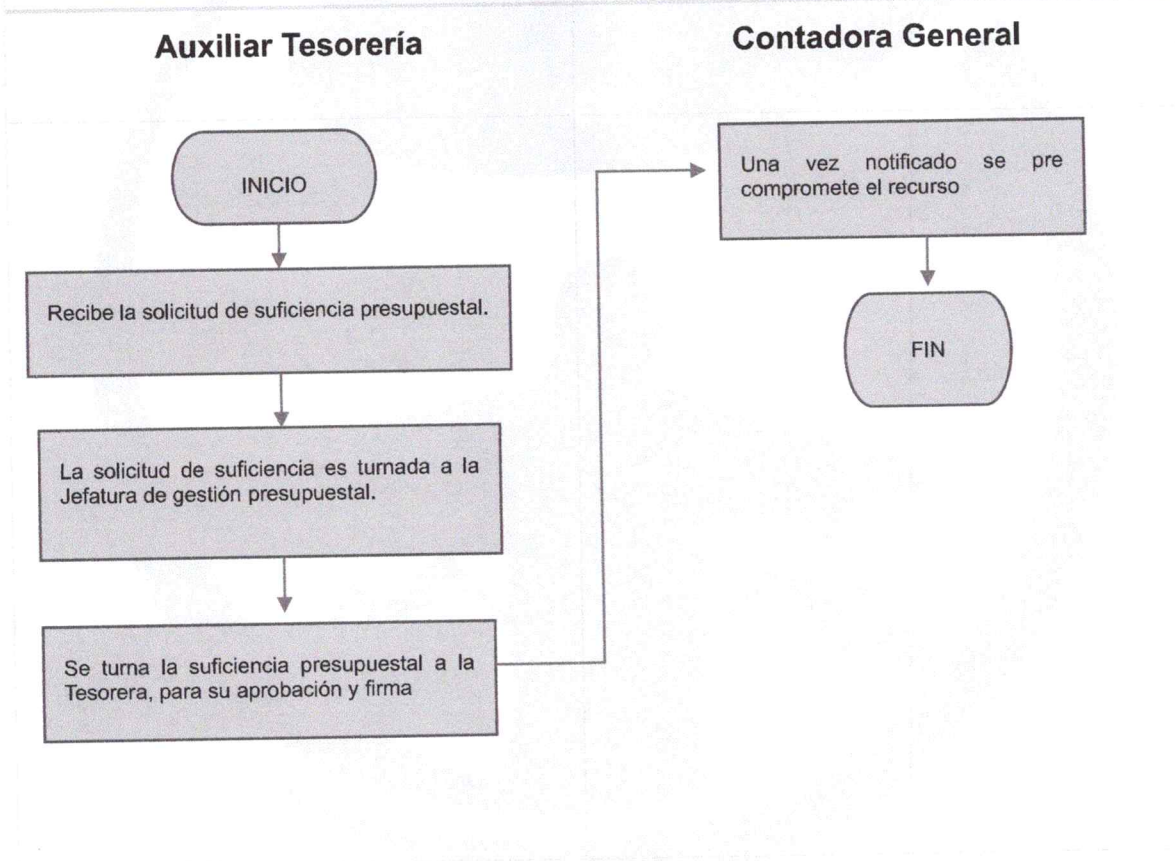 Auxiliar Tesorería
INICIO
Recibe la solicitud de suficiencia presupuestal.
La solicitud de suficiencia es turnada a la
Jefatura de gestión presupuestal.
Se turna la suficiencia presupuestal a la
Tesorera, para su aprobación y firma
Contadora General
Una vez notificado se pre
compromete el recurso
FIN